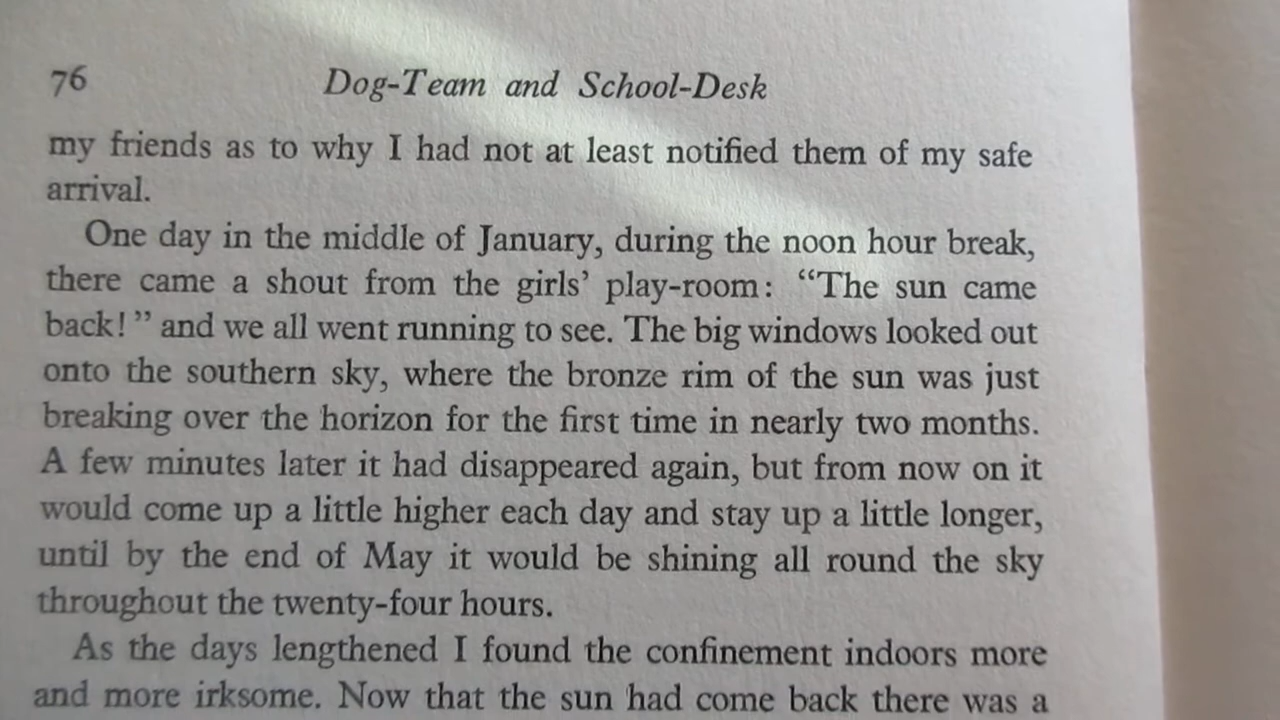 76 Dog-Team and School-Desk
my friends as to why I had not at least notified them of my safe
arrival.
One day in the middle of January, during the noon hour break,
there came a shout from the girls’ play-room: “The sun came
back!” and we all went running to see. The big windows looked out
onto the southern sky, where the bronze rim of the sun was just
breaking over the horizon for the first time in nearly two months.
A few minutes later it had disappeared again, but from now on it
would come up a little higher each day and stay up a little longer,
until by the end of May it would be shining all round the sky
throughout the twenty-four hours.
As the days lengthened I found the confinement indoors more
and more irksome. Now that the sun had come back there was a